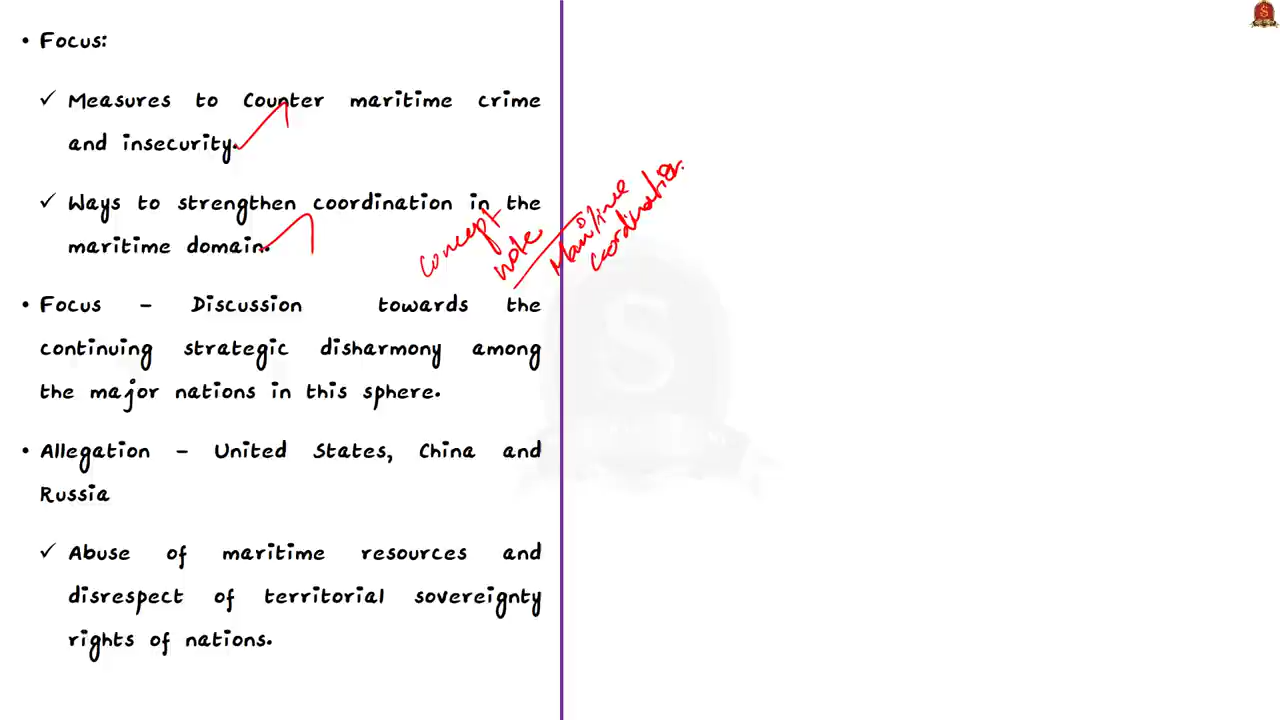 • Focus:
✓ Measures to Counter maritime crime
and insecurity.
✓ Ways to strengthen coordination in the
maritime domain.
concept
note
Maritime
coordination.
• Focus – Discussion towards the
continuing strategic disharmony among
the major nations in this sphere.
• Allegation – United States, China and
Russia
✓ Abuse of maritime resources and
disrespect of territorial sovereignty
rights of nations.